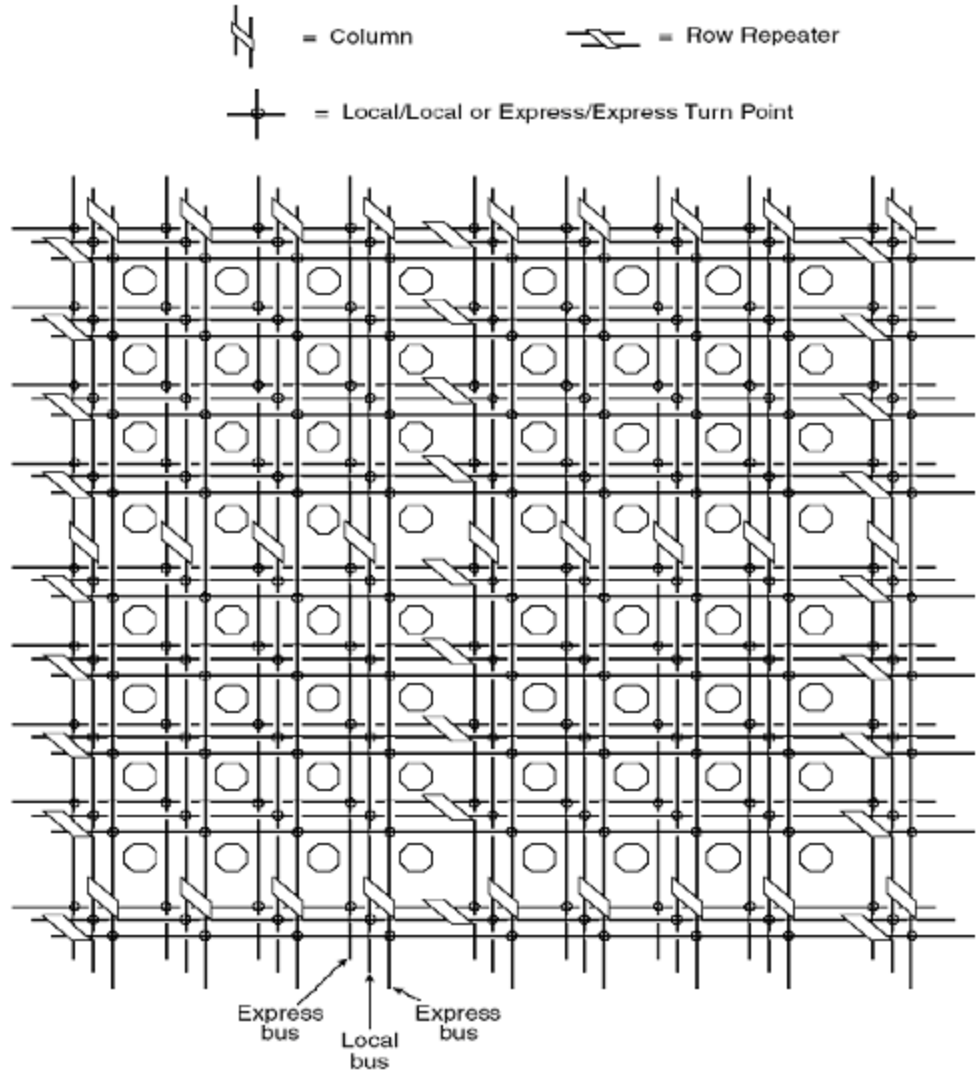 = Column
= Row Repeater
= Local/Local or Express/Express Turn Point
Express
bus
Local
bus
Express
bus